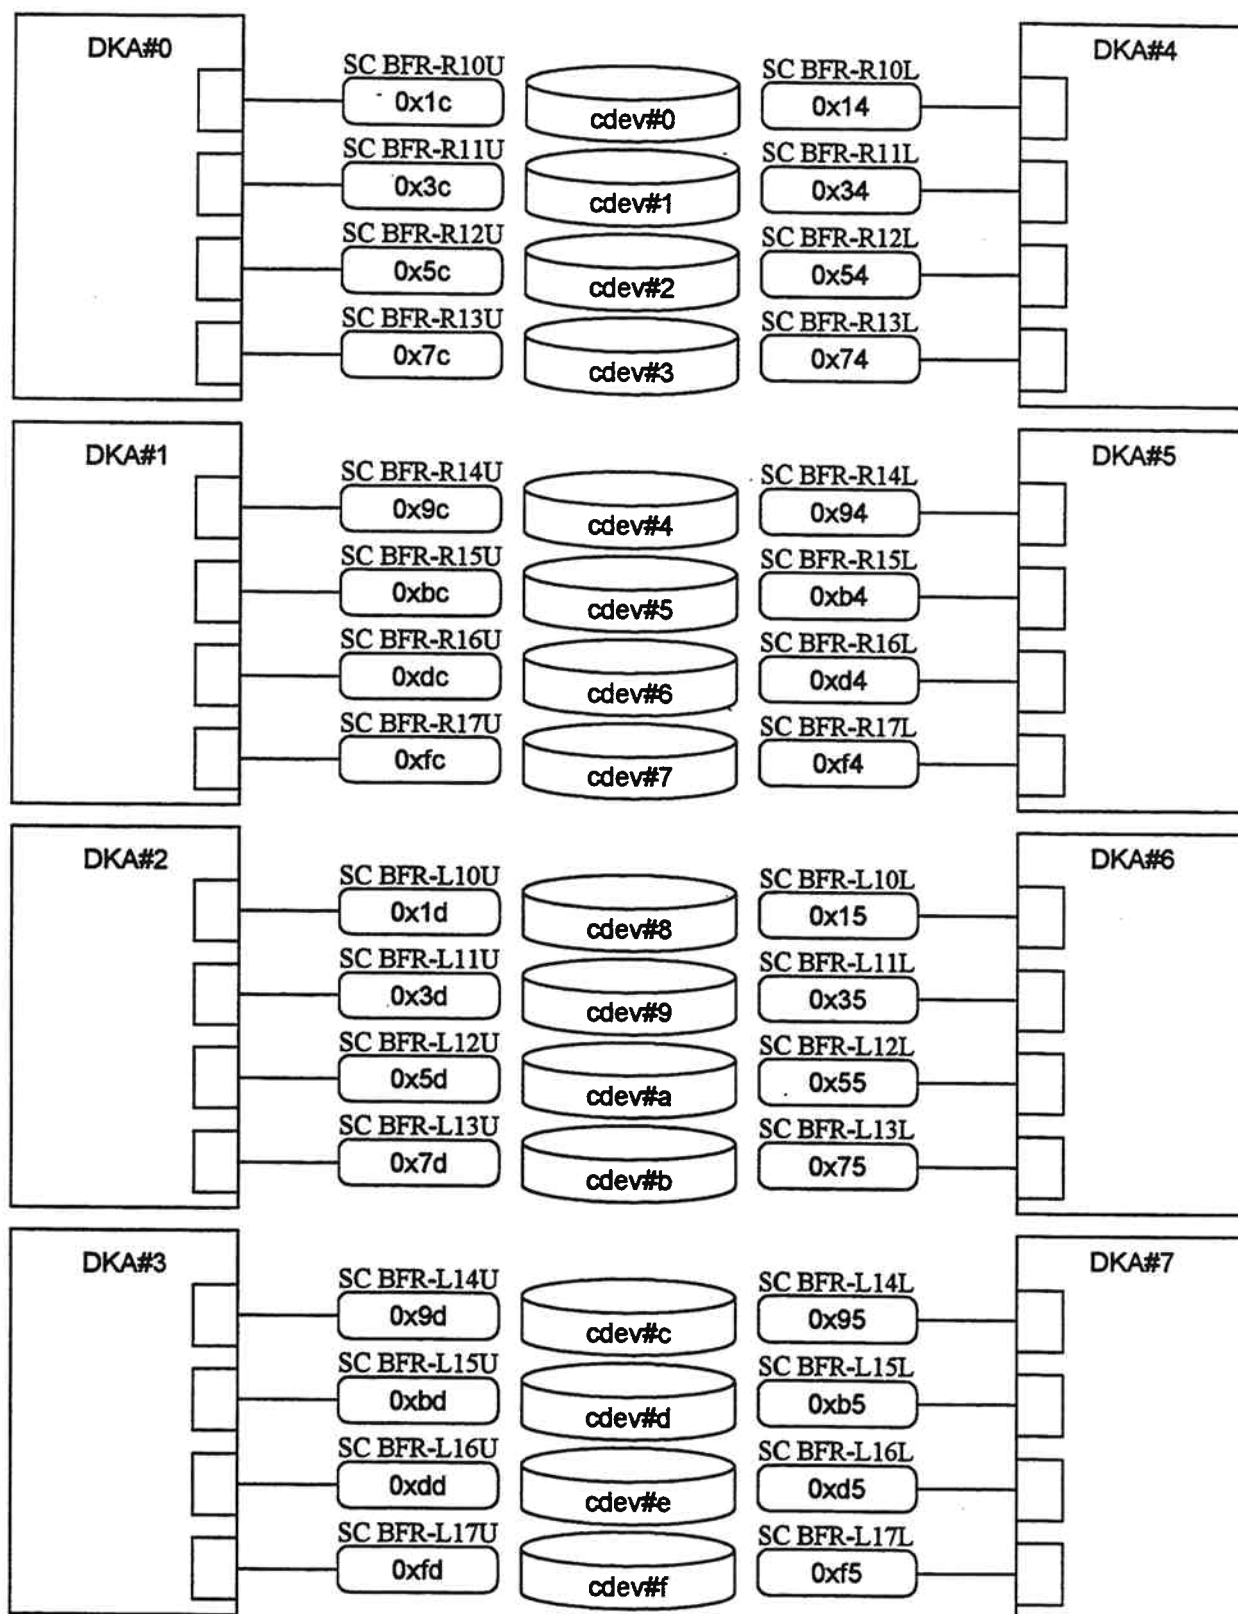 DKA#0
DKA#4
SC BFR-R10U
SC BFR-R10L
0x1c
cdev#0
0x14
SC BFR-R11U
SC BFR-R11L
0x3c
cdev#1
0x34
SC BFR-R12U
SC BFR-R12L
0x5c
cdev#2
0x54
SC BFR-R13U
SC BFR-R13L
0x7c
cdev#3
0x74
DKA#1
DKA#5
SC BFR-R14U
SC BFR-R14L
0x9c
cdev#4
0x94
SC BFR-R15U
SC BFR-R15L
0xbc
cdev#5
0xb4
SC BFR-R16U
SC BFR-R16L
0xdc
cdev#6
0xd4
SC BFR-R17U
SC BFR-R17L
0xfc
cdev#7
0xf4
DKA#2
DKA#6
SC BFR-L10U
SC BFR-L10L
0x1d
cdev#8
0x15
SC BFR-L11U
SC BFR-L11L
0x3d
cdev#9
0x35
SC BFR-L12U
SC BFR-L12L
0x5d
cdev#a
0x55
SC BFR-L13U
SC BFR-L13L
0x7d
cdev#b
0x75
DKA#3
DKA#7
SC BFR-L14U
SC BFR-L14L
0x9d
cdev#c
0x95
SC BFR-L15U
SC BFR-L15L
0xbd
cdev#d
0xb5
SC BFR-L16U
SC BFR-L16L
0xdd
cdev#e
0xd5
SC BFR-L17U
SC BFR-L17L
0xfd
cdev#f
0xf5